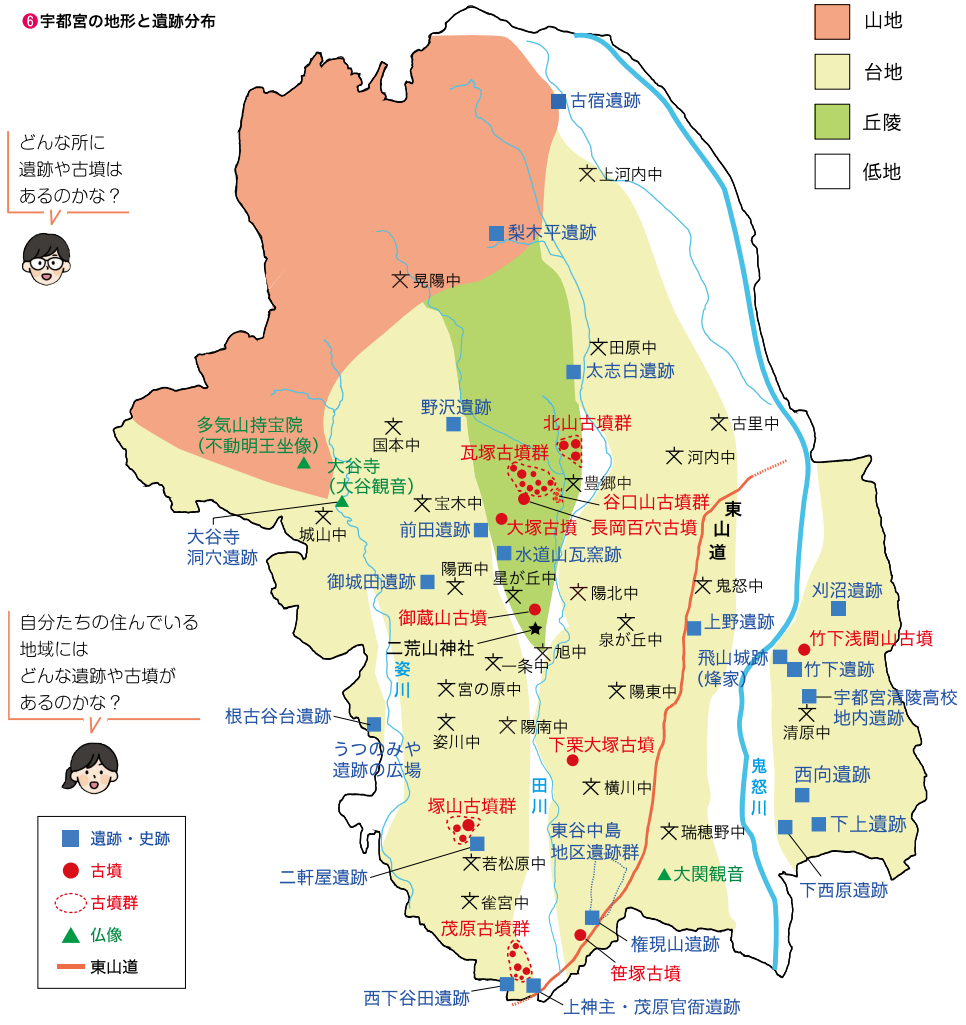 ❻宇都宮の地形と遺跡分布
山地
台地
丘陵
低地
どんな所に
遺跡や古墳は
あるのかな？
古宿遺跡
上河内中
梨木平遺跡
晃陽中
田原中
太志白遺跡
野沢遺跡
北山古墳群
古里中
多気山持宝院
（不動明王坐像）
国本中
瓦塚古墳群
河内中
大谷寺
（大谷観音）
豊郷中
宝木中
谷口山古墳群
東山道
城山中
前田遺跡
大塚古墳
長岡百穴古墳
大谷寺
洞穴遺跡
水道山瓦窯跡
陽西中
星が丘中
御城田遺跡
陽北中
鬼怒中
刈沼遺跡
自分たちの住んでいる
地域には
どんな遺跡や古墳が
あるのかな？
御蔵山古墳
泉が丘中
上野遺跡
竹下浅間山古墳
二荒山神社
旭中
一条中
飛山城跡
（烽家）
竹下遺跡
姿川
宮の原中
陽東中
宇都宮清陵高校
地内遺跡
根古谷台遺跡
姿川中
陽南中
清原中
うつのみや
遺跡の広場
下栗大塚古墳
鬼怒川
西向遺跡
田川
横川中
塚山古墳群
東谷中島
地区遺跡群
瑞穂野中
下上遺跡
遺跡・史跡
古墳
古墳群
仏像
東山道
二軒屋遺跡
若松原中
大関観音
下西原遺跡
雀宮中
茂原古墳群
権現山遺跡
笹塚古墳
西下谷田遺跡
上神主・茂原官衙遺跡